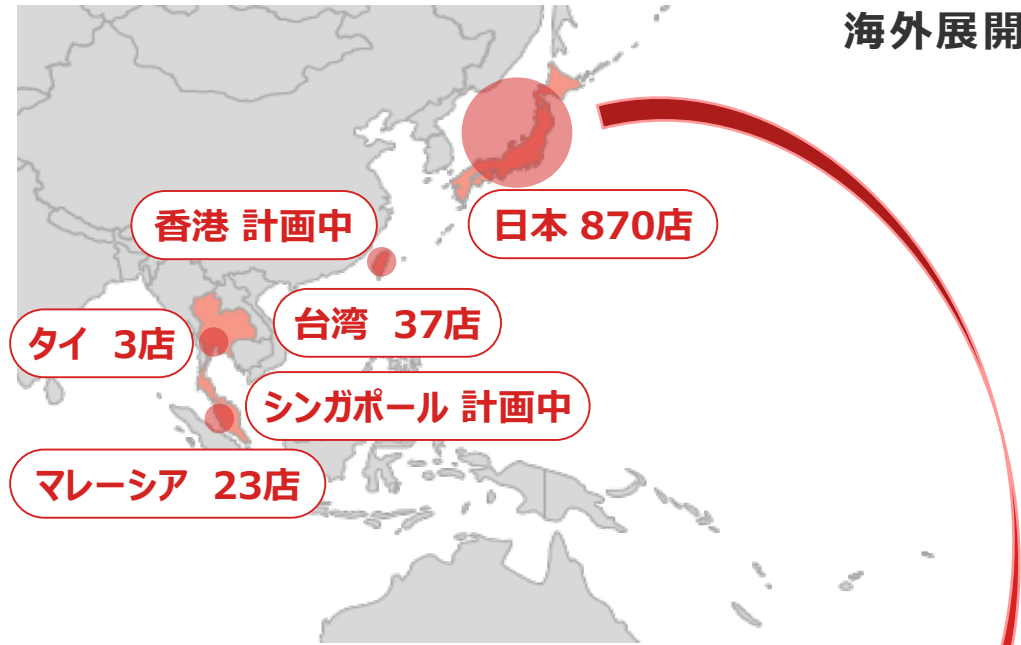 海外展開
香港 計画中
日本 870店
台湾 37店
タイ 3店
シンガポール 計画中
マレーシア 23店